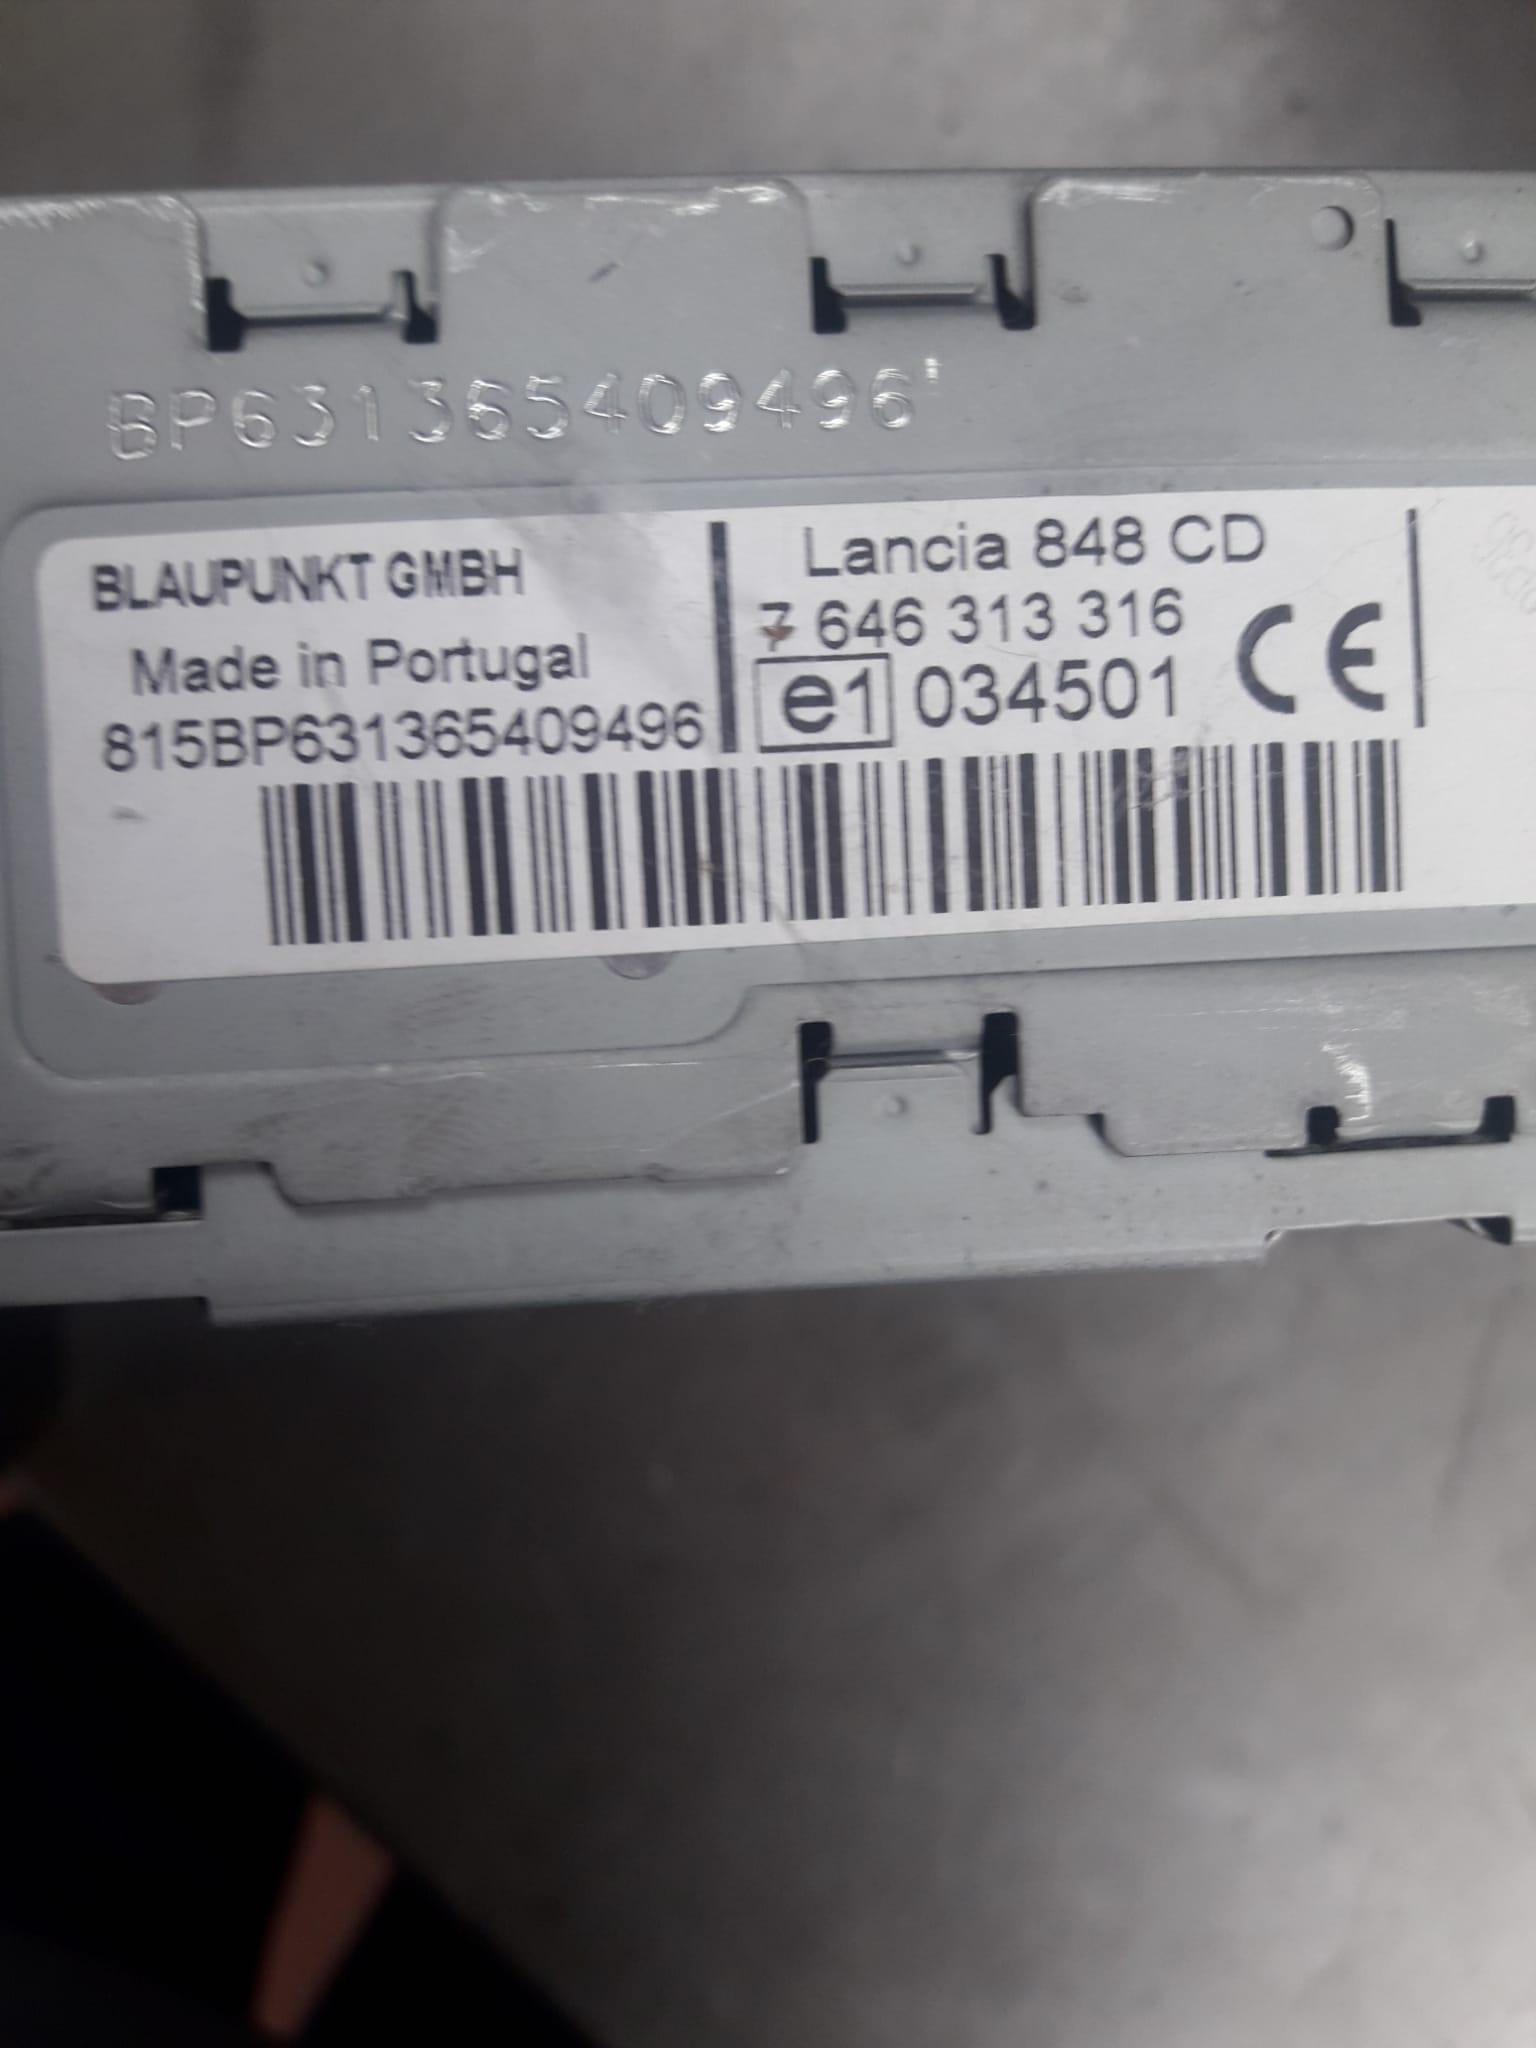 BP631365409496
BLAUPUNKT GMBH
Made in Portugal
815BP631365409496
Lancia 848 CD
7 646 313 316
e1 034501 CE